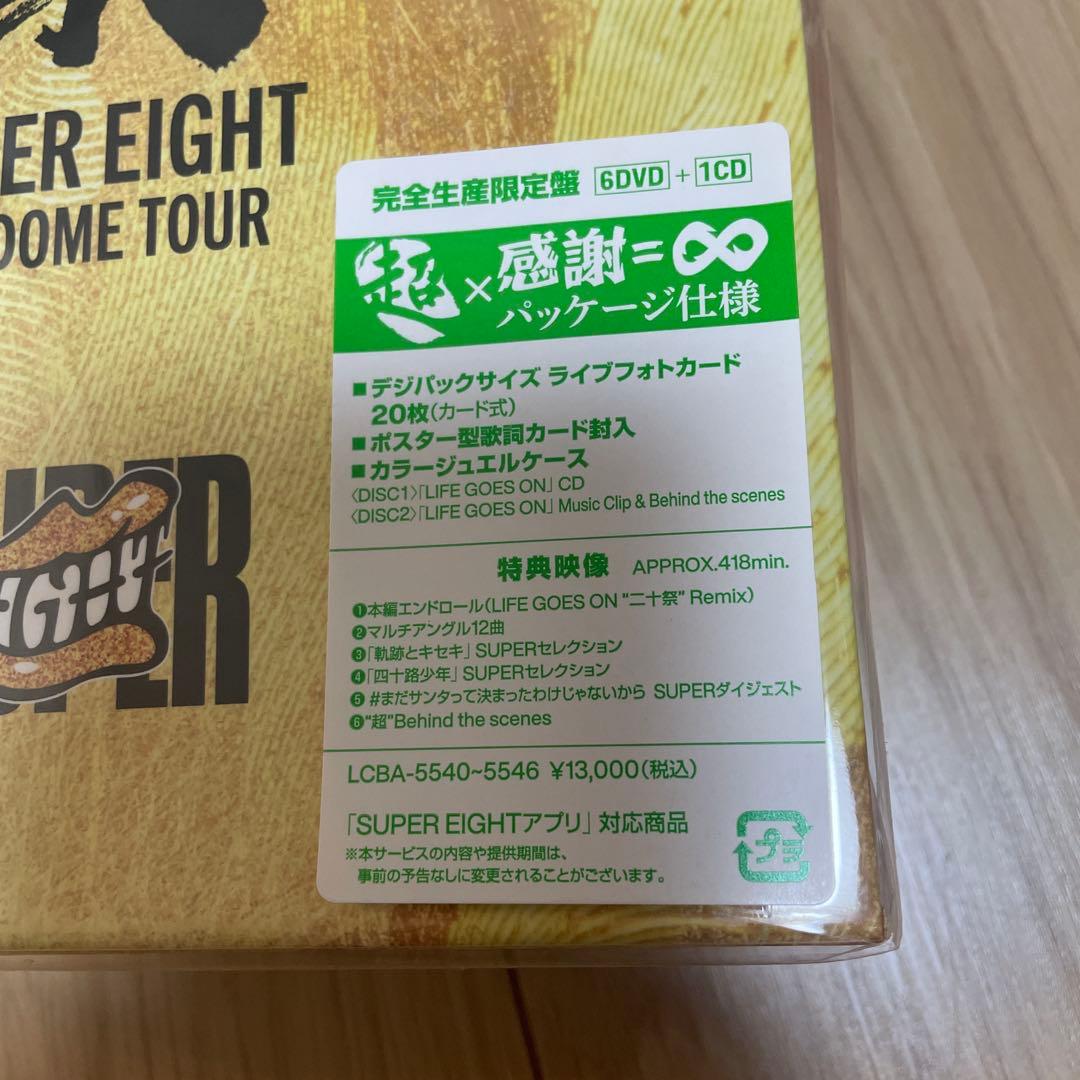 EIGHT
DOME TOUR
SUPER
EIGHT
完全生産限定盤 6DVD + 1CD
超×感謝=∞
パッケージ仕様
■デジパックサイズ ライブフォトカード
20枚(カード式)
■ポスター型歌詞カード封入
■カラージュエルケース
〈DISC1〉「LIFE GOES ON」CD
〈DISC2〉「LIFE GOES ON」Music Clip & Behind the scenes
特典映像 APPROX.418min.
❶本編エンドロール(LIFE GOES ON "二十祭" Remix)
❷マルチアングル12曲
❸「軌跡とキセキ」SUPERセレクション
❹「四十路少年」SUPERセレクション
❺#まだサンタって決まったわけじゃないから SUPERダイジェスト
❻"超"Behind the scenes
LCBA-5540~5546 ¥13,000(税込)
「SUPER EIGHTアプリ」対応商品
※本サービスの内容や提供期間は、
事前の予告なしに変更されることがございます。
プラ